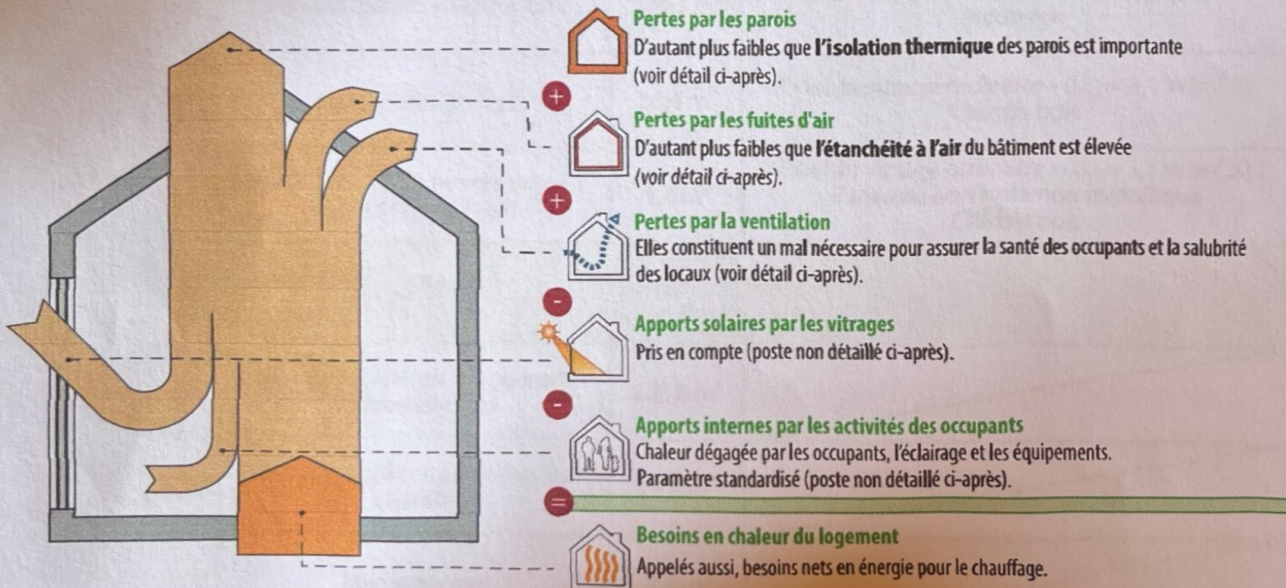 Pertes par les parois
D'autant plus faibles que l'isolation thermique des parois est importante
(voir détail ci-après).
+
Pertes par les fuites d'air
D'autant plus faibles que l'étanchéité à l'air du bâtiment est élevée
(voir détail ci-après).
+
Pertes par la ventilation
Elles constituent un mal nécessaire pour assurer la santé des occupants et la salubrité
des locaux (voir détail ci-après).
-
Apports solaires par les vitrages
Pris en compte (poste non détaillé ci-après).
-
Apports internes par les activités des occupants
Chaleur dégagée par les occupants, l'éclairage et les équipements.
Paramètre standardisé (poste non détaillé ci-après).
=
Besoins en chaleur du logement
Appelés aussi, besoins nets en énergie pour le chauffage.